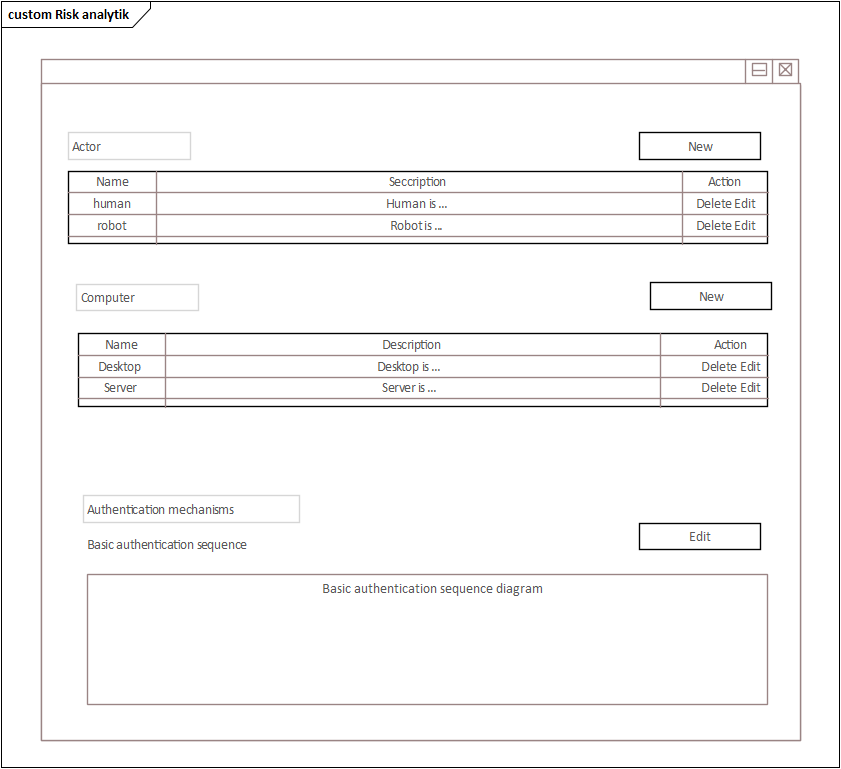 custom Risk analytik
Actor
New
Name Seccription Action
human Human is ... Delete Edit
robot Robot is ... Delete Edit
Computer
New
Name Description Action
Desktop Desktop is ... Delete Edit
Server Server is ... Delete Edit
Authentication mechanisms
Edit
Basic authentication sequence
Basic authentication sequence diagram